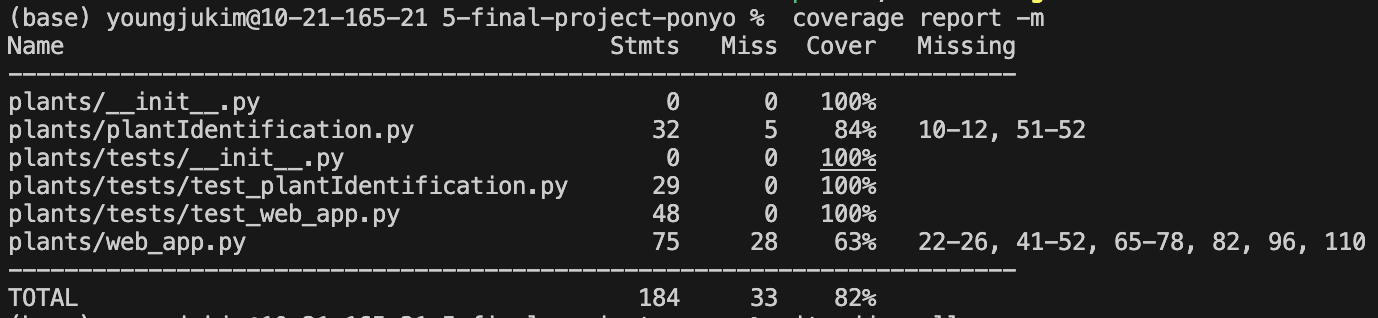 (base) youngjukim@10-21-165-21 5-final-project-ponyo %  coverage report -m
Name                                   Stmts   Miss  Cover   Missing
------------------------------------------------------------------------
plants/__init__.py                         0      0   100%
plants/plantIdentification.py             32      5    84%   10-12, 51-52
plants/tests/__init__.py                   0      0   100%
plants/tests/test_plantIdentification.py  29      0   100%
plants/tests/test_web_app.py              48      0   100%
plants/web_app.py                         75     28    63%   22-26, 41-52, 65-78, 82, 96, 110
------------------------------------------------------------------------
TOTAL                                    184     33    82%